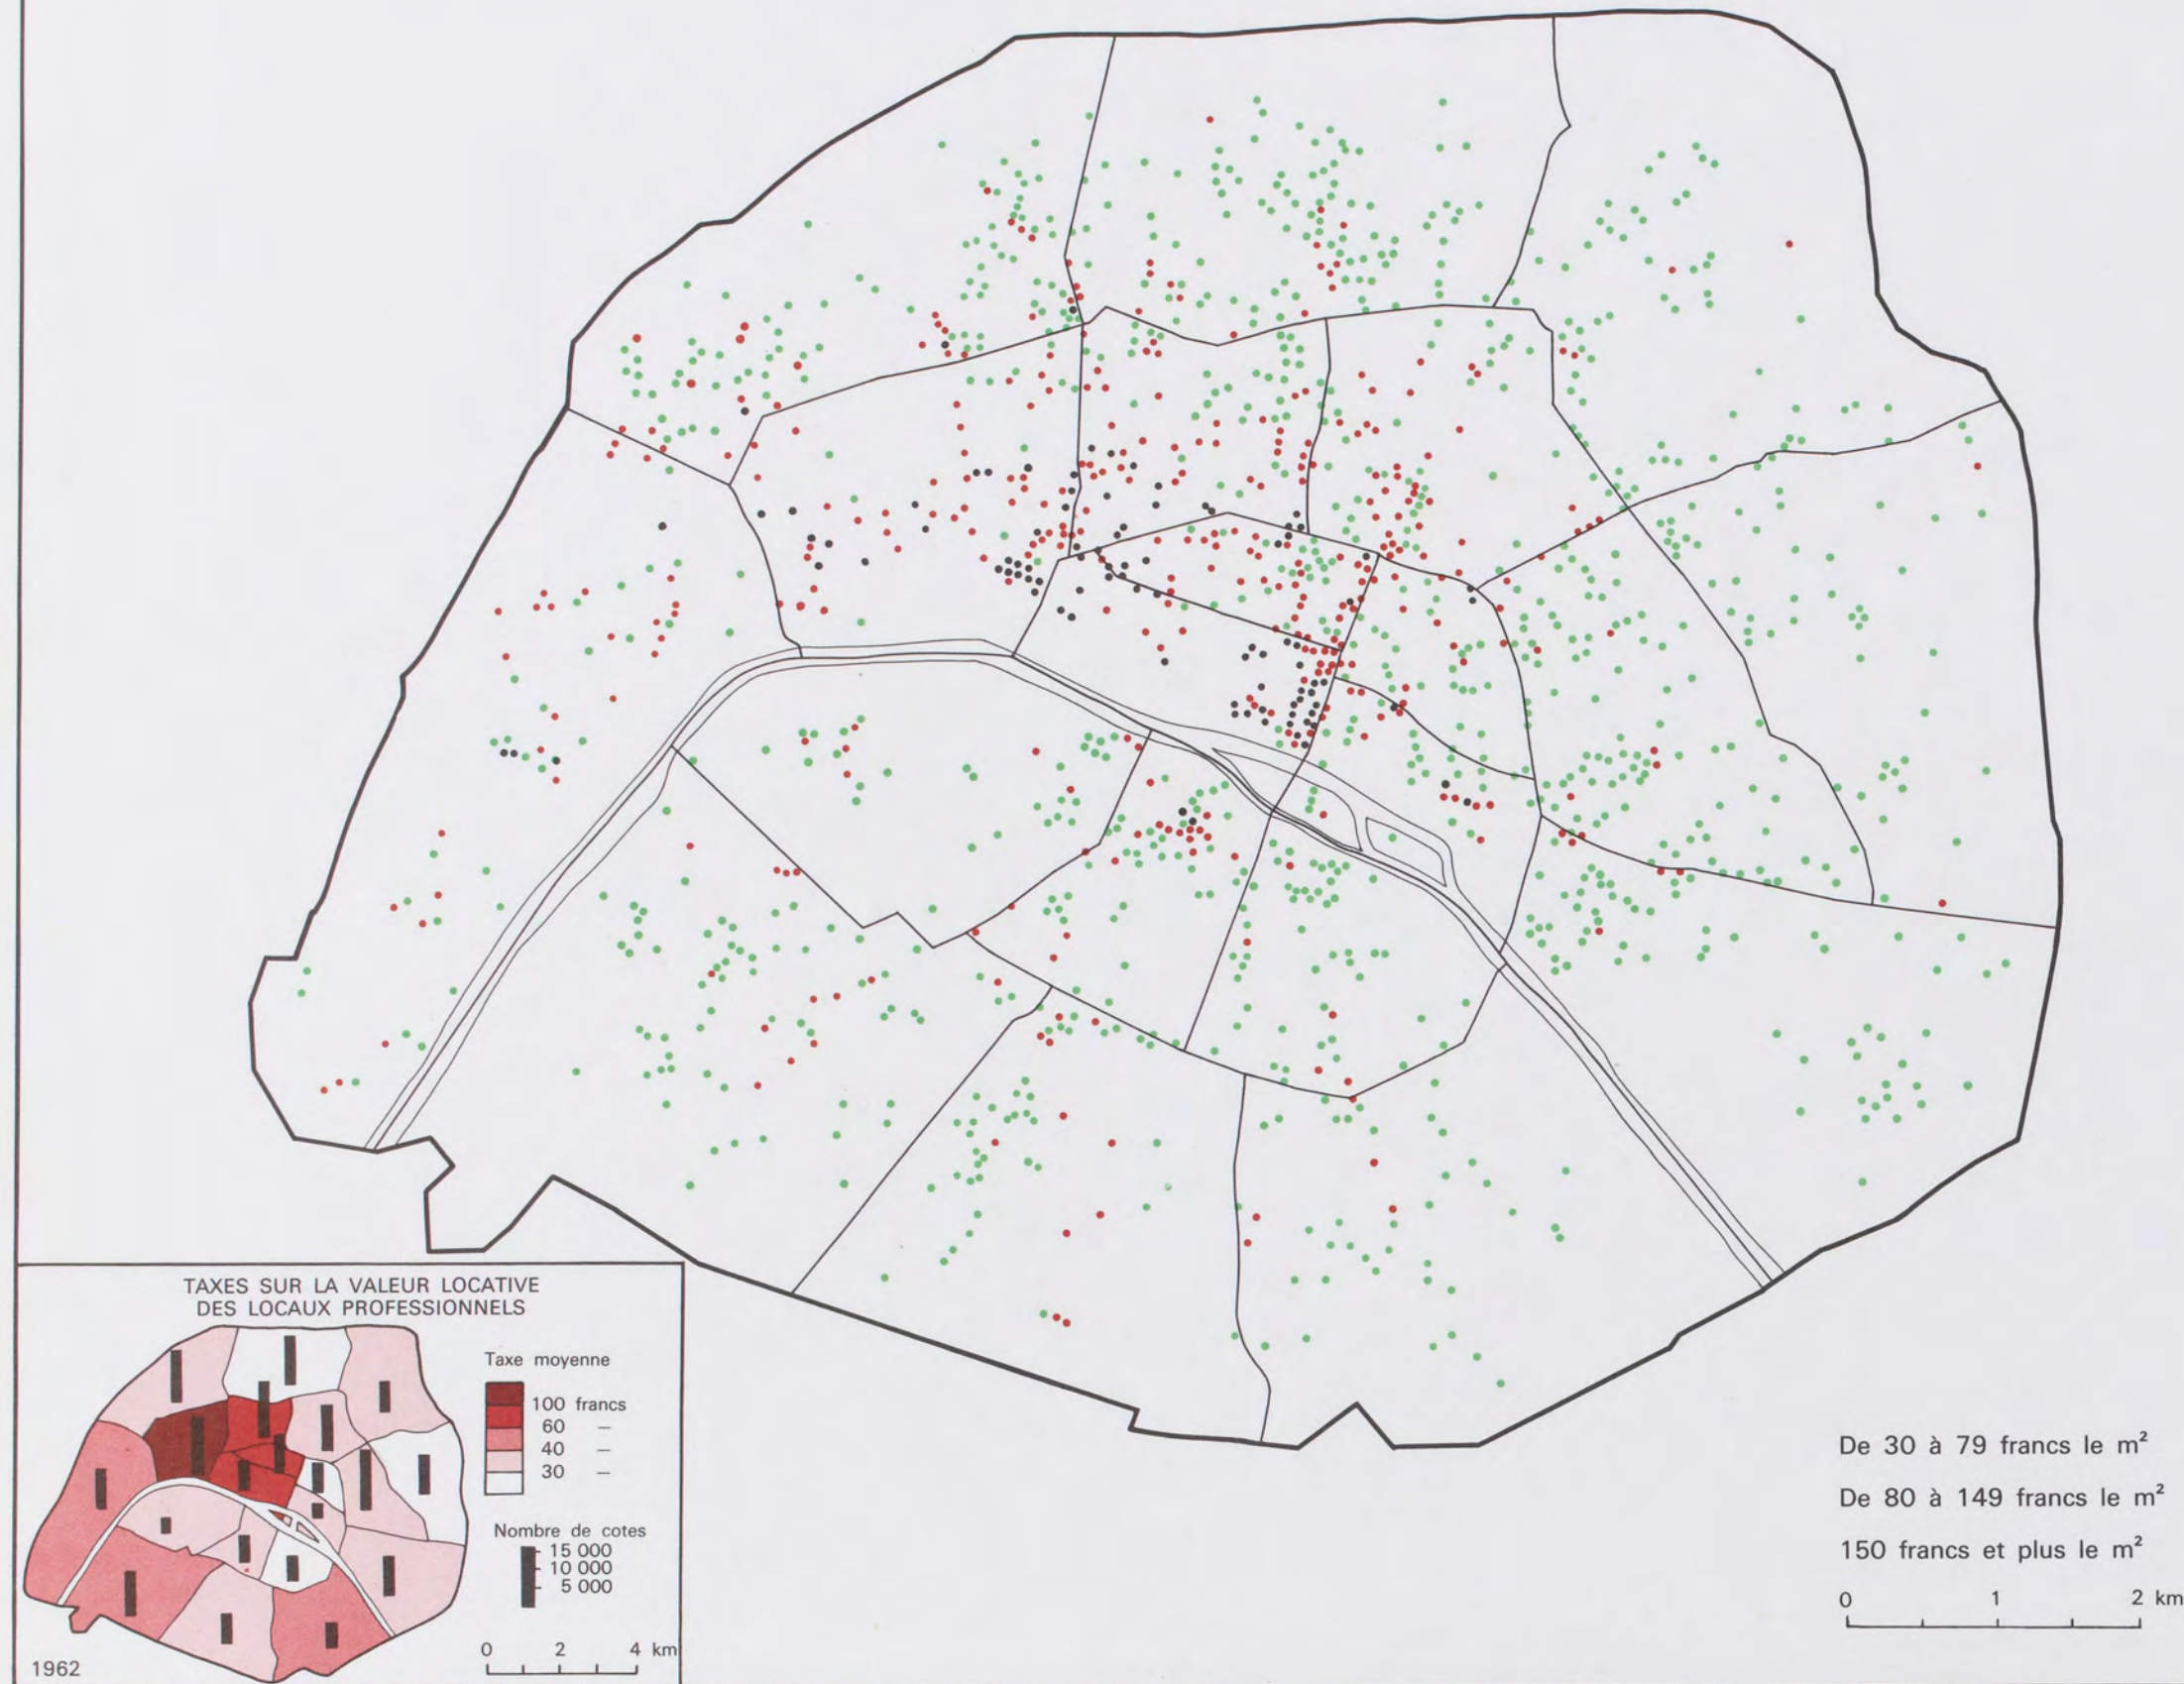 TAXES SUR LA VALEUR LOCATIVE
DES LOCAUX PROFESSIONNELS
Taxe moyenne
100 francs
60 –
40 –
30 –
Nombre de cotes
15 000
10 000
5 000
0 2 4 km
1962
De 30 à 79 francs le m²
De 80 à 149 francs le m²
150 francs et plus le m²
0 1 2 km